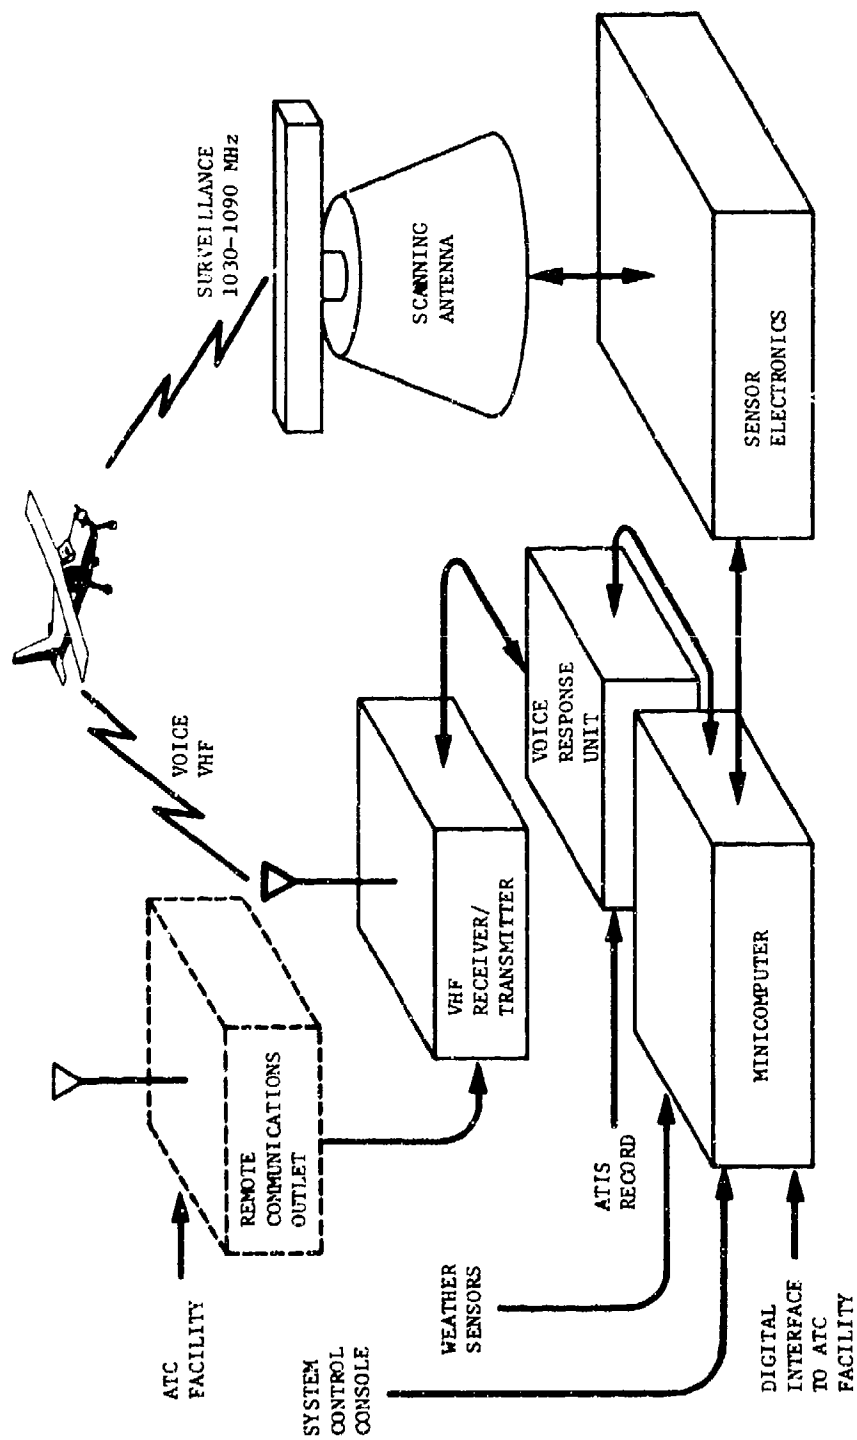 SURVEILLANCE
1030-1090 MHz
VOICE
VHF
SCANNING
ANTENNA
SENSOR
ELECTRONICS
VOICE
RESPONSE
UNIT
VHF
RECEIVER/
TRANSMITTER
MINICOMPUTER
REMOTE
COMMUNICATIONS
OUTLET
ATC
FACILITY
ATIS
RECORD
WEATHER
SENSORS
SYSTEM
CONTROL
CONSOLE
DIGITAL
INTERFACE
TO ATC
FACILITY